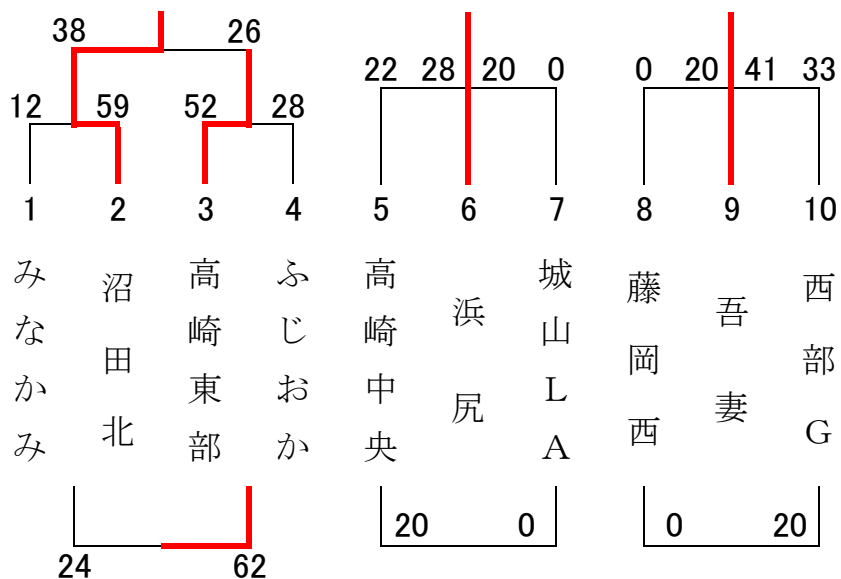 38 26
22 28 20 0
0 20 41 33
12 59 52 28
1 2 3 4 5 6 7 8 9 10
みなかみ
沼田北
高崎東部
ふじおか
高崎中央
浜尻
城山LA
藤岡西
吾妻
西部G
20 0
0 20
24 62